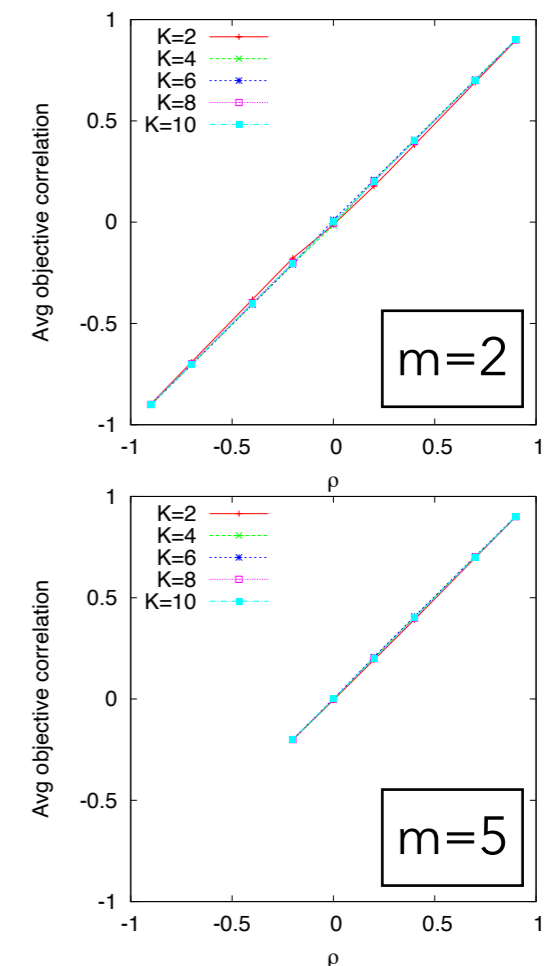 1
0.5
0
-0.5
-1
-1 -0.5 0 0.5 1
Avg objective correlation
ρ
K=2
K=4
K=6
K=8
K=10
m=2
1
0.5
0
-0.5
-1
-1 -0.5 0 0.5 1
Avg objective correlation
ρ
K=2
K=4
K=6
K=8
K=10
m=5